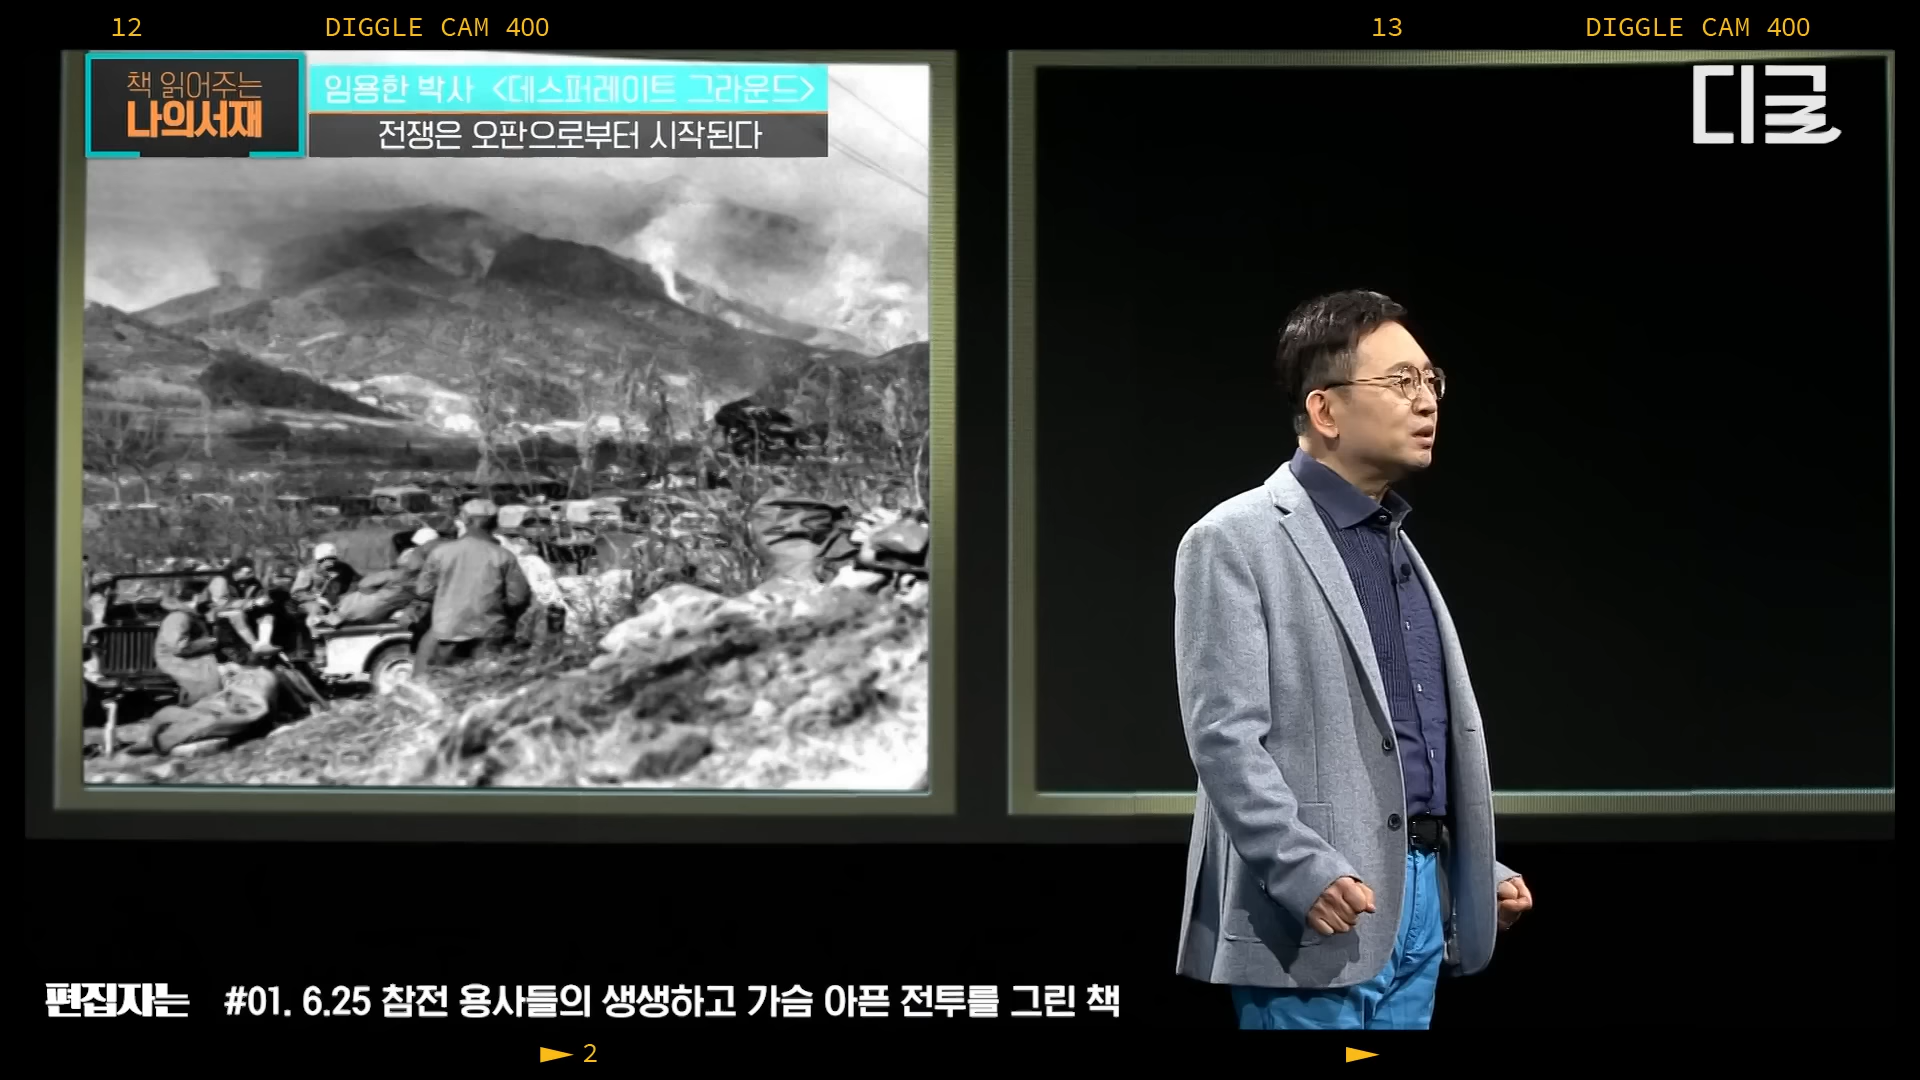 12
DIGGLE CAM 400
13
DIGGLE CAM 400
책 읽어주는
나의서재
임용한 박사 <데스퍼레이트 그라운드>
전쟁은 오판으로부터 시작된다
디글
편집자는 #01. 6.25 참전 용사들의 생생하고 가슴 아픈 전투를 그린 책
2